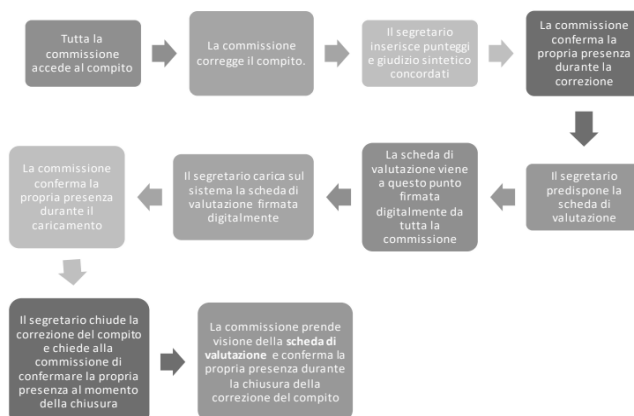 Tutta la
commissione
accede al compito
La commissione
corregge il compito.
Il segretario
inserisce punteggi
e giudizio sintetico
concordati
La commissione
conferma la
propria presenza
durante la
correzione
Il segretario
predispone la
scheda di
valutazione
La scheda di
valutazione viene
a questo punto
firmata
digitalmente da
tutta la
commissione
Il segretario carica sul
sistema la scheda di
valutazione firmata
digitalmente
La commissione
conferma la
propria presenza
durante il
caricamento
Il segretario chiude la
correzione del compito
e chiede alla
commissione di
confermare la propria
presenza al momento
della chiusura
La commissione prende
visione della scheda di
valutazione e conferma la
propria presenza durante
la chiusura della
correzione del compito